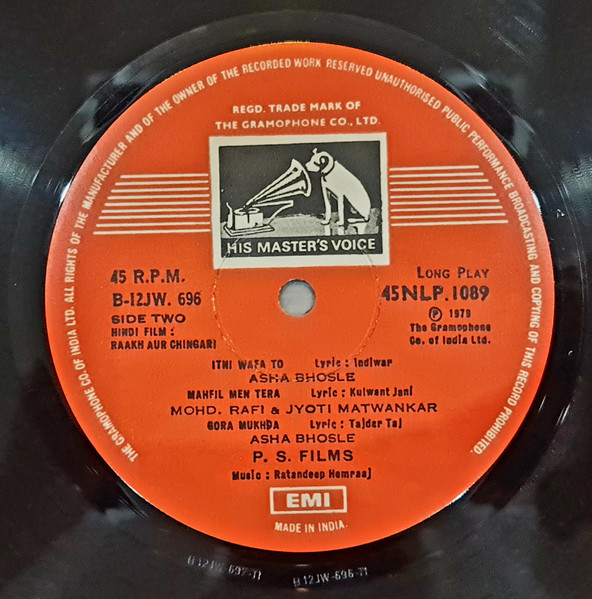 THE GRAMOPHONE CO. OF INDIA LTD. ALL RIGHTS OF THE MANUFACTURER AND OF THE OWNER OF THE RECORDED WORK RESERVED UNAUTHORISED PUBLIC PERFORMANCE BROADCASTING AND COPYING OF THIS RECORD PROHIBITED.
REGD. TRADE MARK OF
THE GRAMOPHONE CO., LTD.
HIS MASTER'S VOICE
45 R.P.M.
B-12JW. 696
SIDE TWO
HINDI FILM :
RAAKH AUR CHINGARI
LONG PLAY
45NLP.1089
℗ 1979
The Gramophone
Co. of India Ltd.
ITNI WAFA TO Lyric : Indiwar
ASHA BHOSLE
MAHFIL MEN TERA Lyric : Kulwant Jani
MOHD. RAFI & JYOTI MATWANKAR
GORA MUKHDA Lyric : Tajdar Taj
ASHA BHOSLE
P. S. FILMS
Music : Ratandeep Hemraaj
EMI
MADE IN INDIA.
B 12JW-696-T1